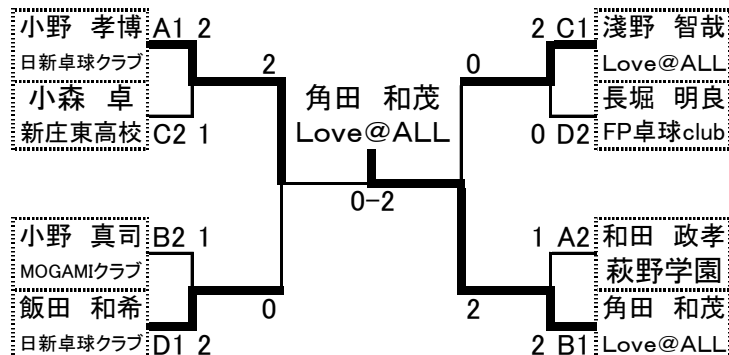 小野 孝博 A1 2
日新卓球クラブ
小森 卓
新庄東高校 C2 1
2
小野 真司 B2 1
MOGAMIクラブ
飯田 和希
日新卓球クラブ D1 2
0
角田 和茂
Love@ALL
0-2
2 C1 淺野 智哉
Love@ALL
長堀 明良
0 D2 FP卓球club
0
1 A2 和田 政孝
萩野学園
角田 和茂
2 B1 Love@ALL
2